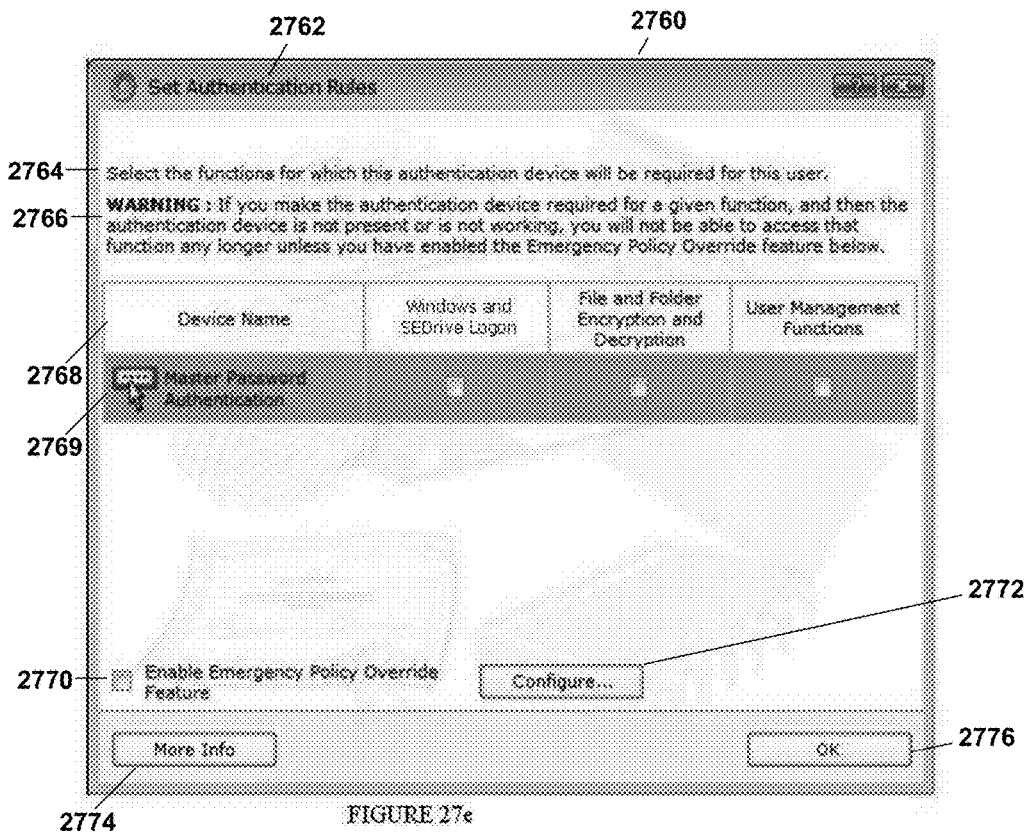 2762
2760
Set Authentication Rules
2764
Select the functions for which this authentication device will be required for this user.
2766
WARNING : If you make the authentication device required for a given function, and then the
authentication device is not present or is not working, you will not be able to access that
function any longer unless you have enabled the Emergency Policy Override feature below.
Device Name
Windows and
SEDrive Logon
File and Folder
Encryption and
Decryption
User Management
Functions
2768
Master Password
Authentication
2769
2772
2770
Enable Emergency Policy Override
Feature
Configure...
More Info
OK
2776
2774
FIGURE 27e